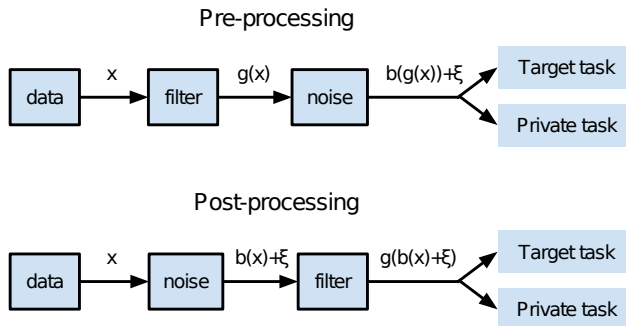 Pre-processing
data
x
filter
g(x)
noise
b(g(x))+ξ
Target task
Private task
Post-processing
data
x
noise
b(x)+ξ
filter
g(b(x)+ξ)
Target task
Private task